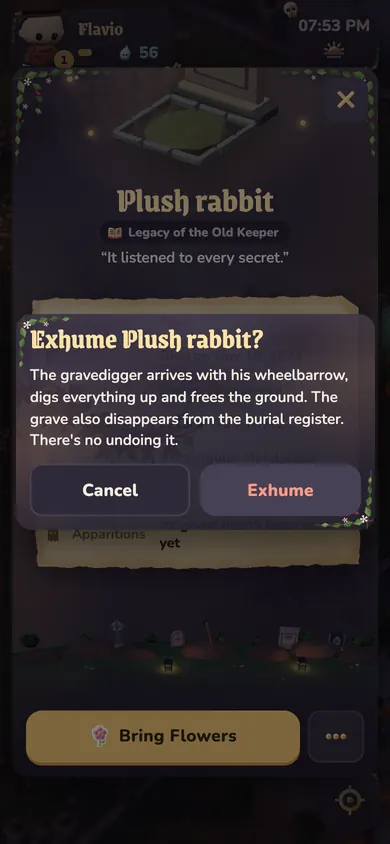 Flavio
07:53 PM
1
56
Plush rabbit
Legacy of the Old Keeper
“It listened to every secret.”
Exhume Plush rabbit?
The gravedigger arrives with his wheelbarrow,
digs everything up and frees the ground. The
grave also disappears from the burial register.
There's no undoing it.
Cancel
Exhume
Apparitions
yet
Bring Flowers